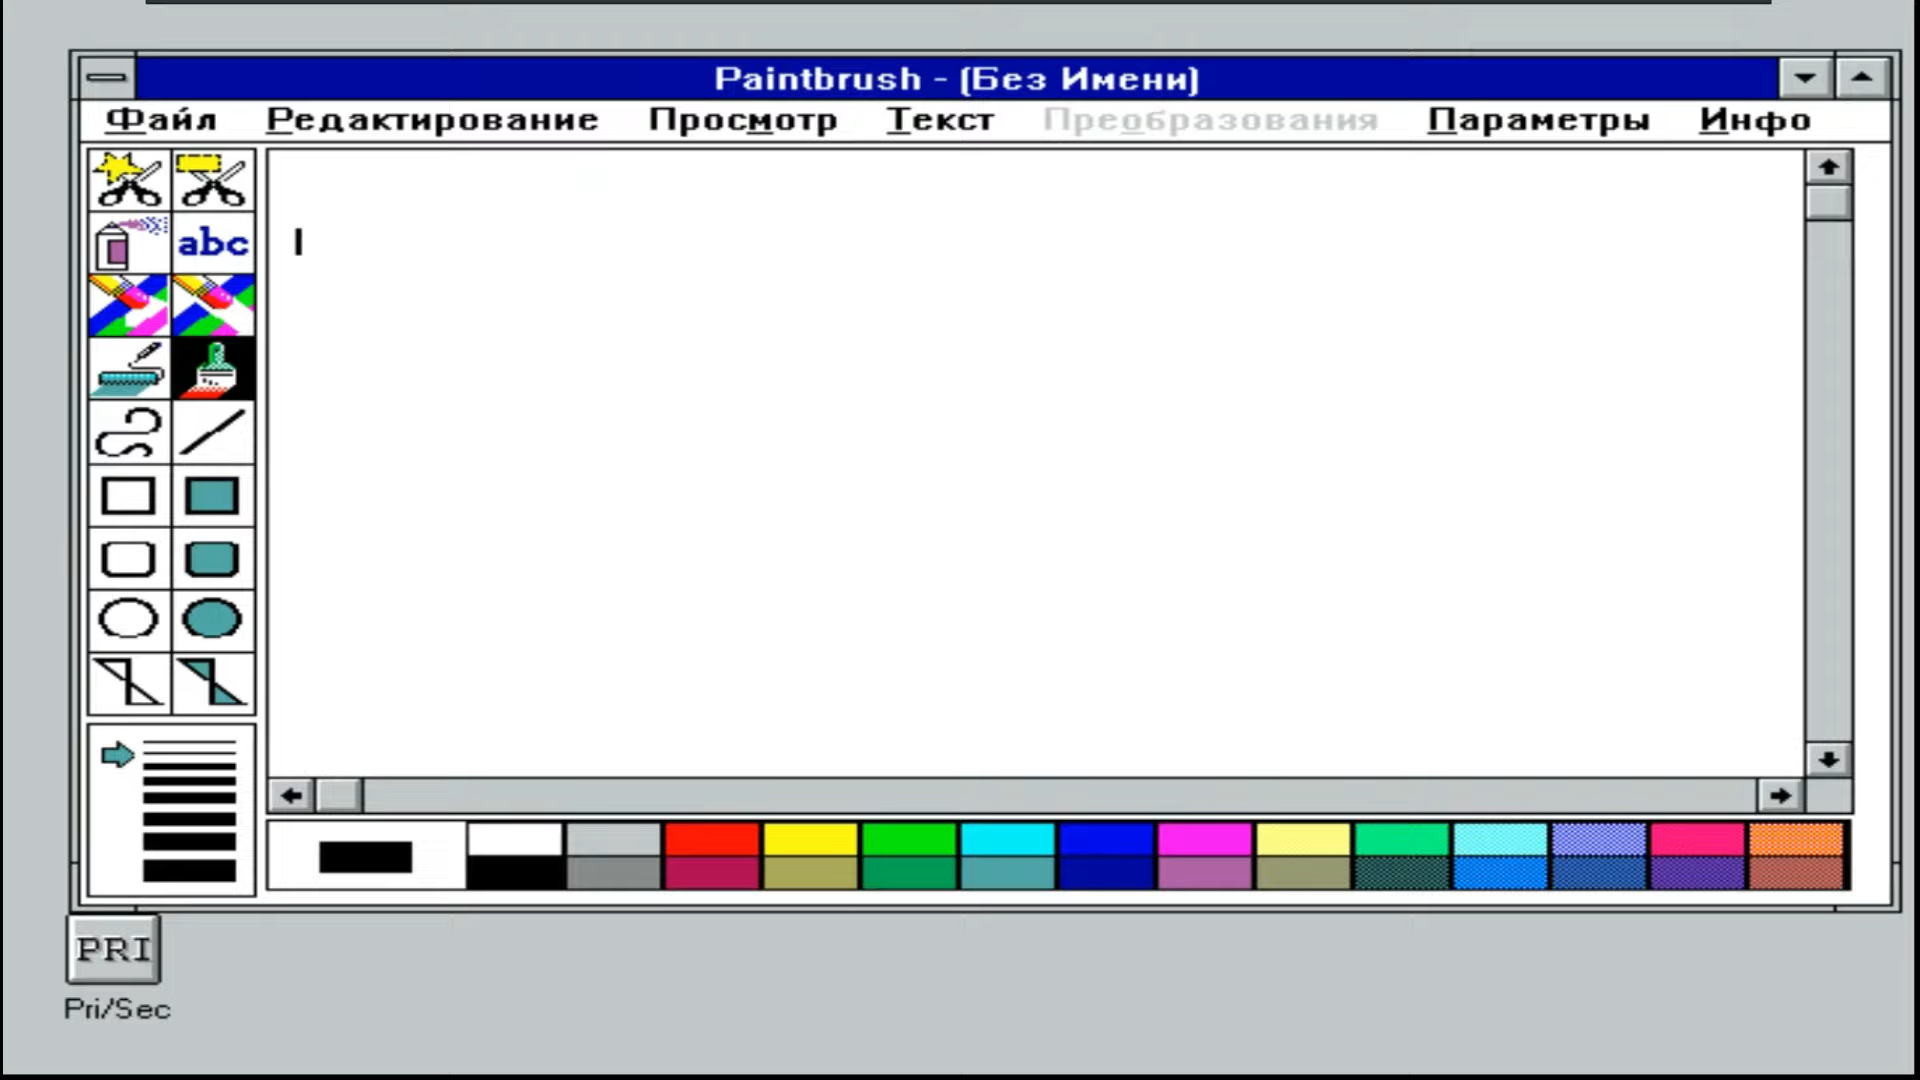 Paintbrush - (Без Имени)
Файл Редактирование Просмотр Текст Преобразования Параметры Инфо
abc
PRI
Pri/Sec